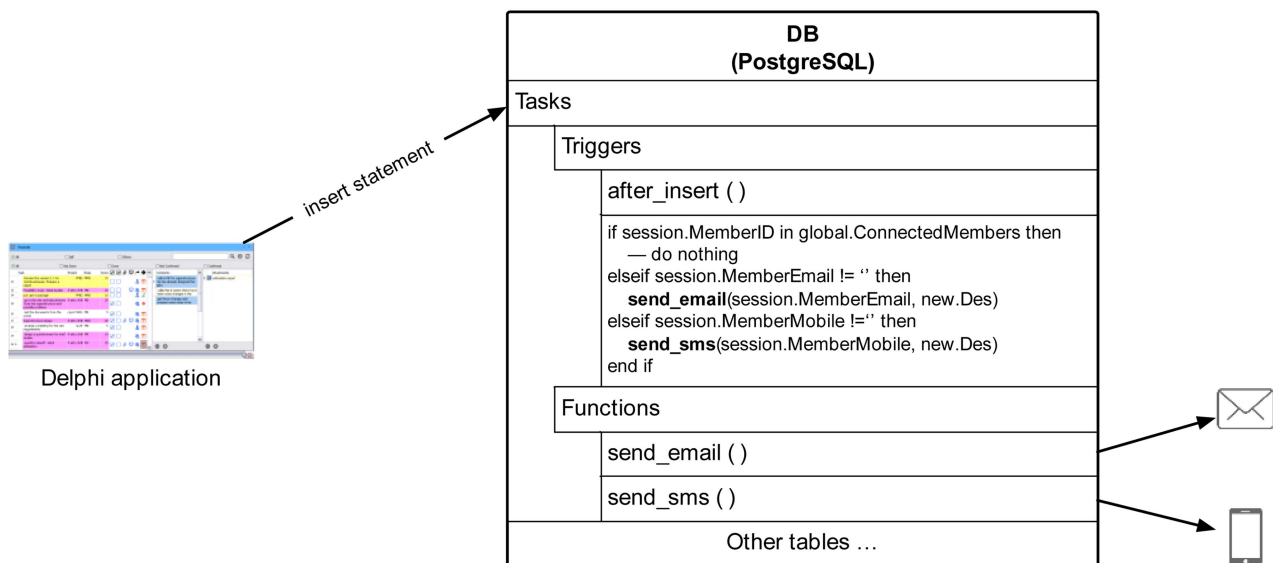 DB
(PostgreSQL)
Tasks
Triggers
after_insert ( )
if session.MemberID in global.ConnectedMembers then
— do nothing
elseif session.MemberEmail != ‘’ then
send_email(session.MemberEmail, new.Des)
elseif session.MemberMobile !=‘’ then
send_sms(session.MemberMobile, new.Des)
end if
Functions
send_email ( )
send_sms ( )
Other tables ...
insert statement
Delphi application